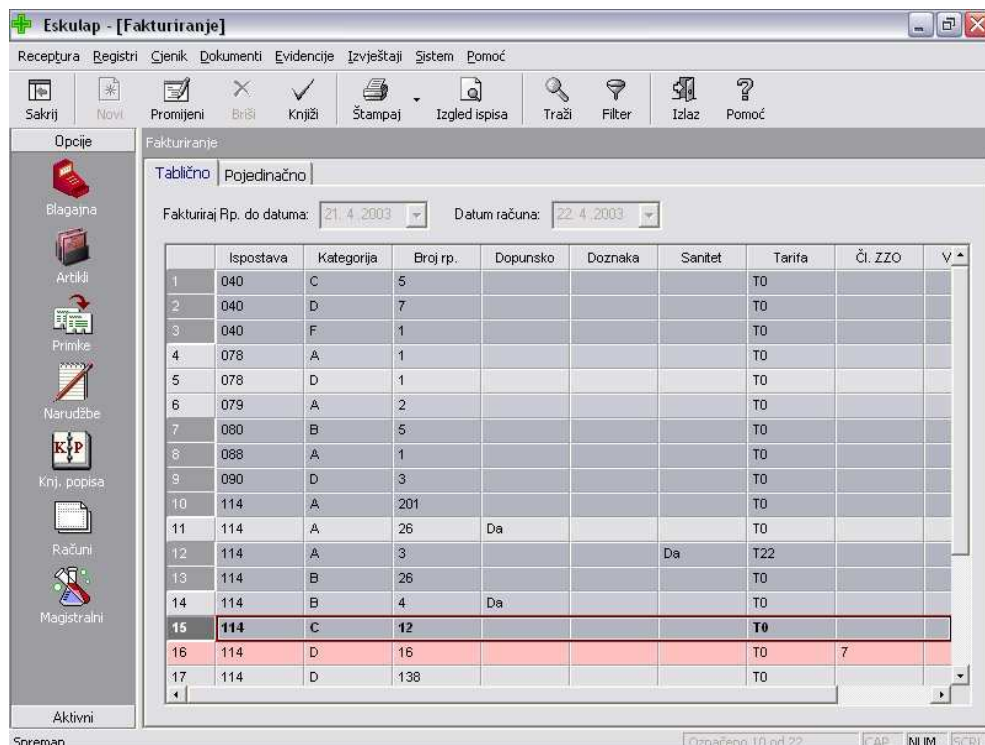 Eskulap - [Fakturiranje]
Receptura Registri Cjenik Dokumenti Evidencije Izvještaji Sistem Pomoć
Sakrij Novi Promijeni Briši Knjiži Štampaj Izgled ispisa Traži Filter Izlaz Pomoć
Opcije
Blagajna
Artikli
Primke
Narudžbe
K P
Knj. popisa
Računi
Magistralni
Aktivni
Fakturiranje
Tablično Pojedinačno
Fakturiraj Rp. do datuma: 21. 4 .2003 Datum računa: 22. 4 .2003
Ispostava Kategorija Broj rp. Dopunsko Doznaka Sanitet Tarifa Čl. ZZO V
1 040 C 5 T0
2 040 D 7 T0
3 040 F 1 T0
4 078 A 1 T0
5 078 D 1 T0
6 079 A 2 T0
7 080 B 5 T0
8 088 A 1 T0
9 090 D 3 T0
10 114 A 201 T0
11 114 A 26 Da T0
12 114 A 3 Da T22
13 114 B 26 T0
14 114 B 4 Da T0
15 114 C 12 T0
16 114 D 16 T0 7
17 114 D 138 T0
Spreman Označeno 10 od 22 CAP NUM SCRL